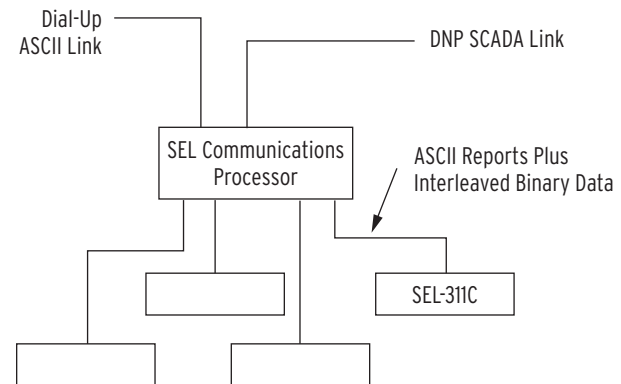 Dial-Up
ASCII Link
DNP SCADA Link
SEL Communications
Processor
ASCII Reports Plus
Interleaved Binary Data
SEL-311C